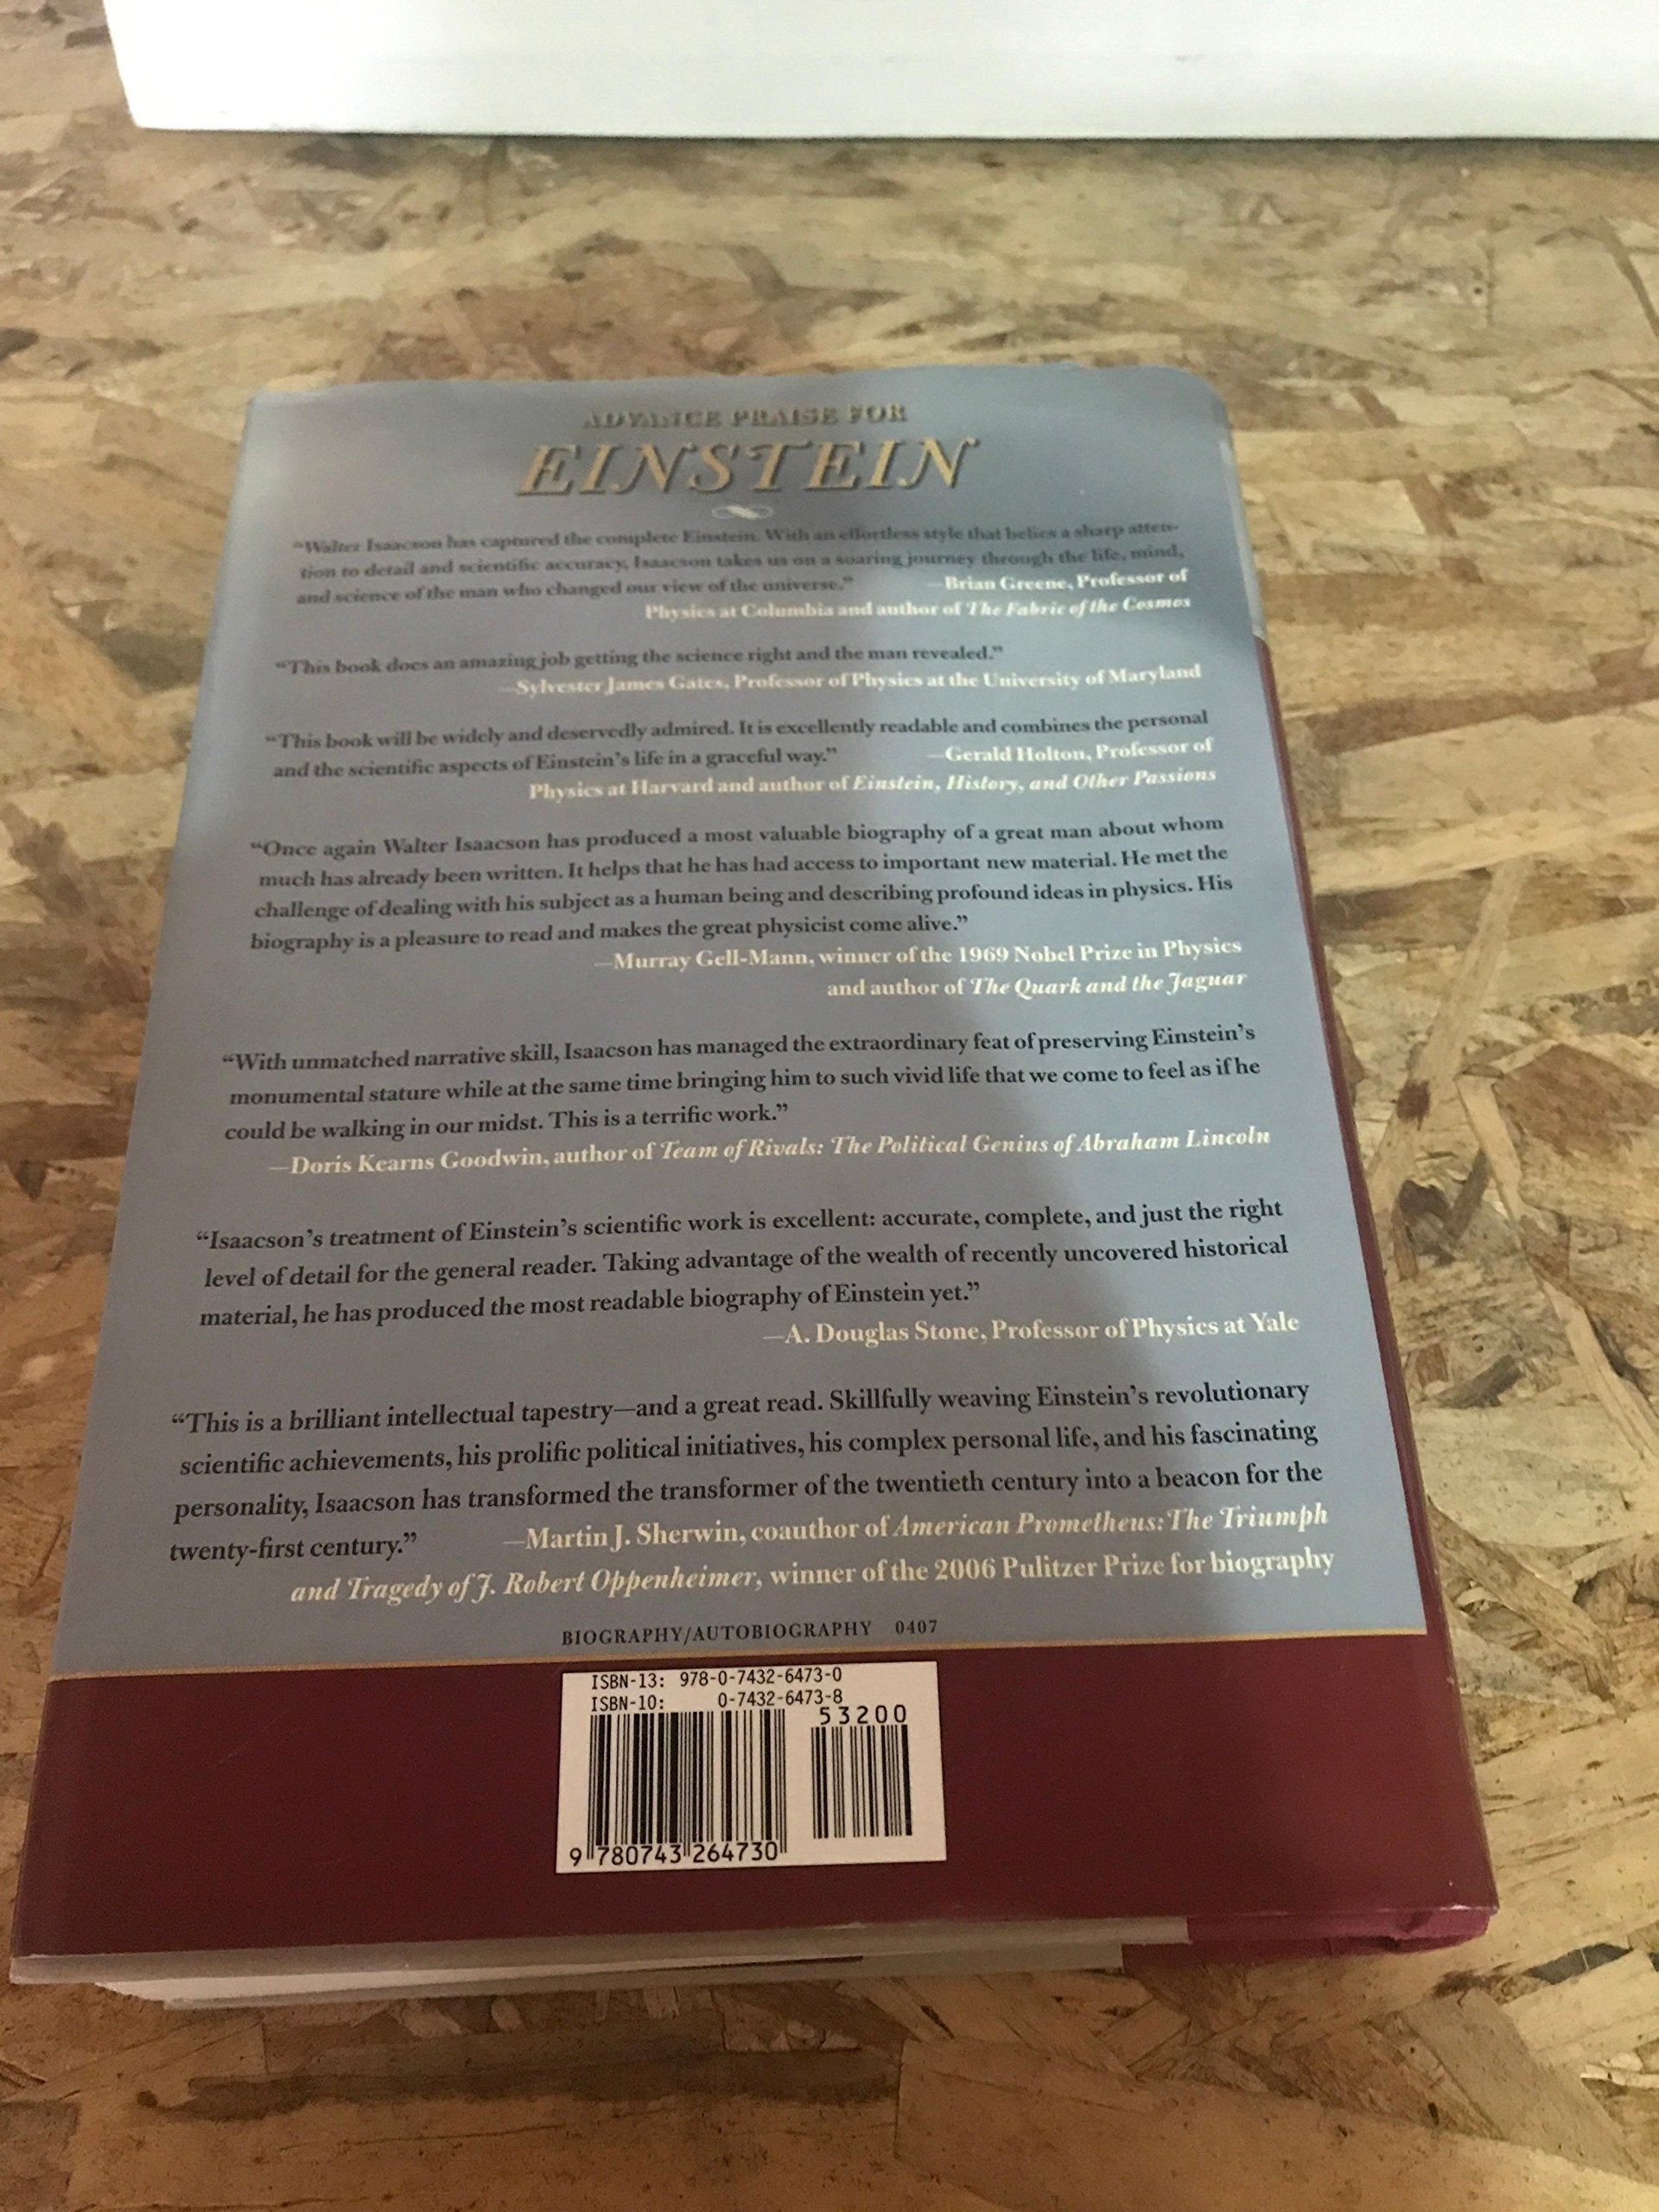 ADVANCE PRAISE FOR
EINSTEIN
“Walter Isaacson has captured the complete Einstein. With an effortless style that belies a sharp atten-
tion to detail and scientific accuracy, Isaacson takes us on a soaring journey through the life, mind,
and science of the man who changed our view of the universe.” —Brian Greene, Professor of
Physics at Columbia and author of The Fabric of the Cosmos
“This book does an amazing job getting the science right and the man revealed.”
—Sylvester James Gates, Professor of Physics at the University of Maryland
“This book will be widely and deservedly admired. It is excellently readable and combines the personal
and the scientific aspects of Einstein’s life in a graceful way.” —Gerald Holton, Professor of
Physics at Harvard and author of Einstein, History, and Other Passions
“Once again Walter Isaacson has produced a most valuable biography of a great man about whom
much has already been written. It helps that he has had access to important new material. He met the
challenge of dealing with his subject as a human being and describing profound ideas in physics. His
biography is a pleasure to read and makes the great physicist come alive.”
—Murray Gell-Mann, winner of the 1969 Nobel Prize in Physics
and author of The Quark and the Jaguar
“With unmatched narrative skill, Isaacson has managed the extraordinary feat of preserving Einstein’s
monumental stature while at the same time bringing him to such vivid life that we come to feel as if he
could be walking in our midst. This is a terrific work.”
—Doris Kearns Goodwin, author of Team of Rivals: The Political Genius of Abraham Lincoln
“Isaacson’s treatment of Einstein’s scientific work is excellent: accurate, complete, and just the right
level of detail for the general reader. Taking advantage of the wealth of recently uncovered historical
material, he has produced the most readable biography of Einstein yet.”
—A. Douglas Stone, Professor of Physics at Yale
“This is a brilliant intellectual tapestry—and a great read. Skillfully weaving Einstein’s revolutionary
scientific achievements, his prolific political initiatives, his complex personal life, and his fascinating
personality, Isaacson has transformed the transformer of the twentieth century into a beacon for the
twenty-first century.” —Martin J. Sherwin, coauthor of American Prometheus: The Triumph
and Tragedy of J. Robert Oppenheimer, winner of the 2006 Pulitzer Prize for biography
BIOGRAPHY/AUTOBIOGRAPHY 0407
ISBN-13: 978-0-7432-6473-0
ISBN-10: 0-7432-6473-8
53200
9 780743 264730